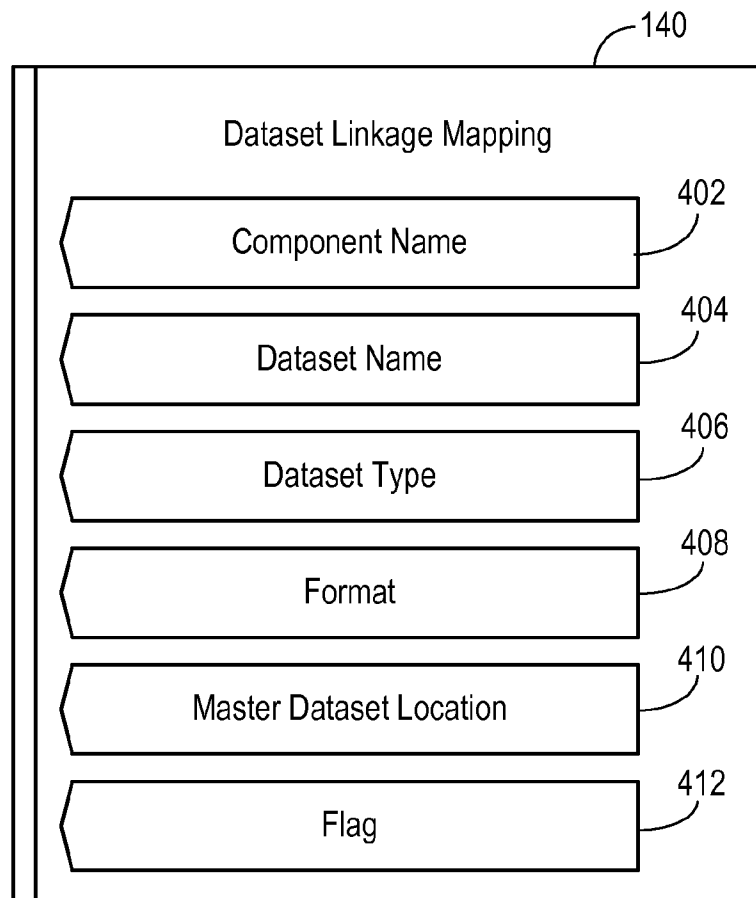 140
Dataset Linkage Mapping
402
Component Name
404
Dataset Name
406
Dataset Type
408
Format
410
Master Dataset Location
412
Flag